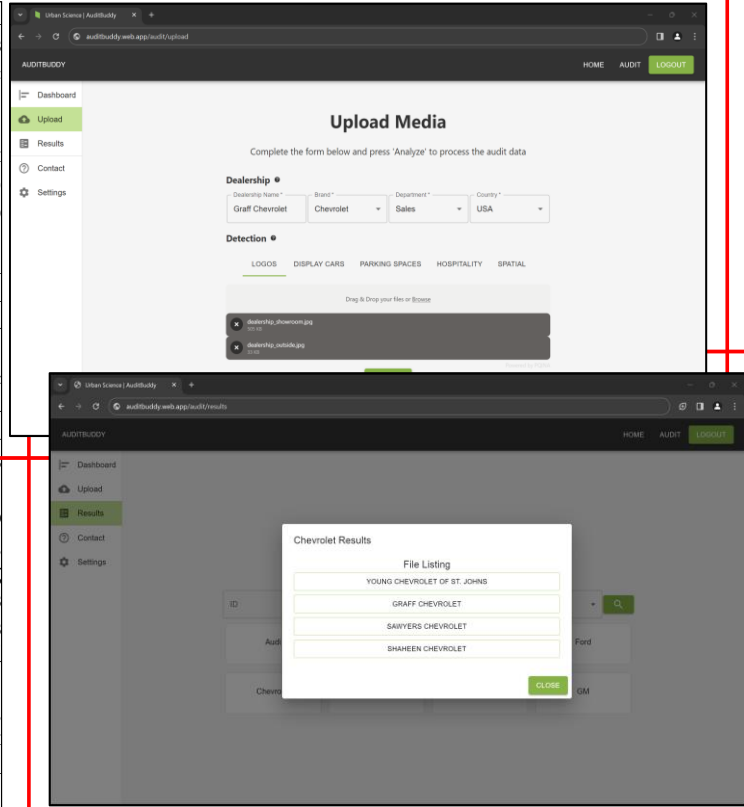 Urban Science | AuditBuddy
auditbuddy.web.app/audit/upload
AUDITBUDDY
HOME AUDIT LOGOUT
Dashboard
Upload
Results
Contact
Settings
Upload Media
Complete the form below and press 'Analyze' to process the audit data
Dealership
Dealership Name* Brand* Department* Country*
Graff Chevrolet Chevrolet Sales USA
Detection
LOGOS DISPLAY CARS PARKING SPACES HOSPITALITY SPATIAL
Drag & Drop your files or Browse
dealership_showroom.jpg
dealership_outside.jpg
Urban Science | AuditBuddy
auditbuddy.web.app/audit/results
AUDITBUDDY
HOME AUDIT LOGOUT
Dashboard
Upload
Results
Contact
Settings
Chevrolet Results
File Listing
YOUNG CHEVROLET OF ST. JOHNS
GRAFF CHEVROLET
SAWYERS CHEVROLET
SHAHEEN CHEVROLET
CLOSE
ID
Audi Ford
Chevro GM